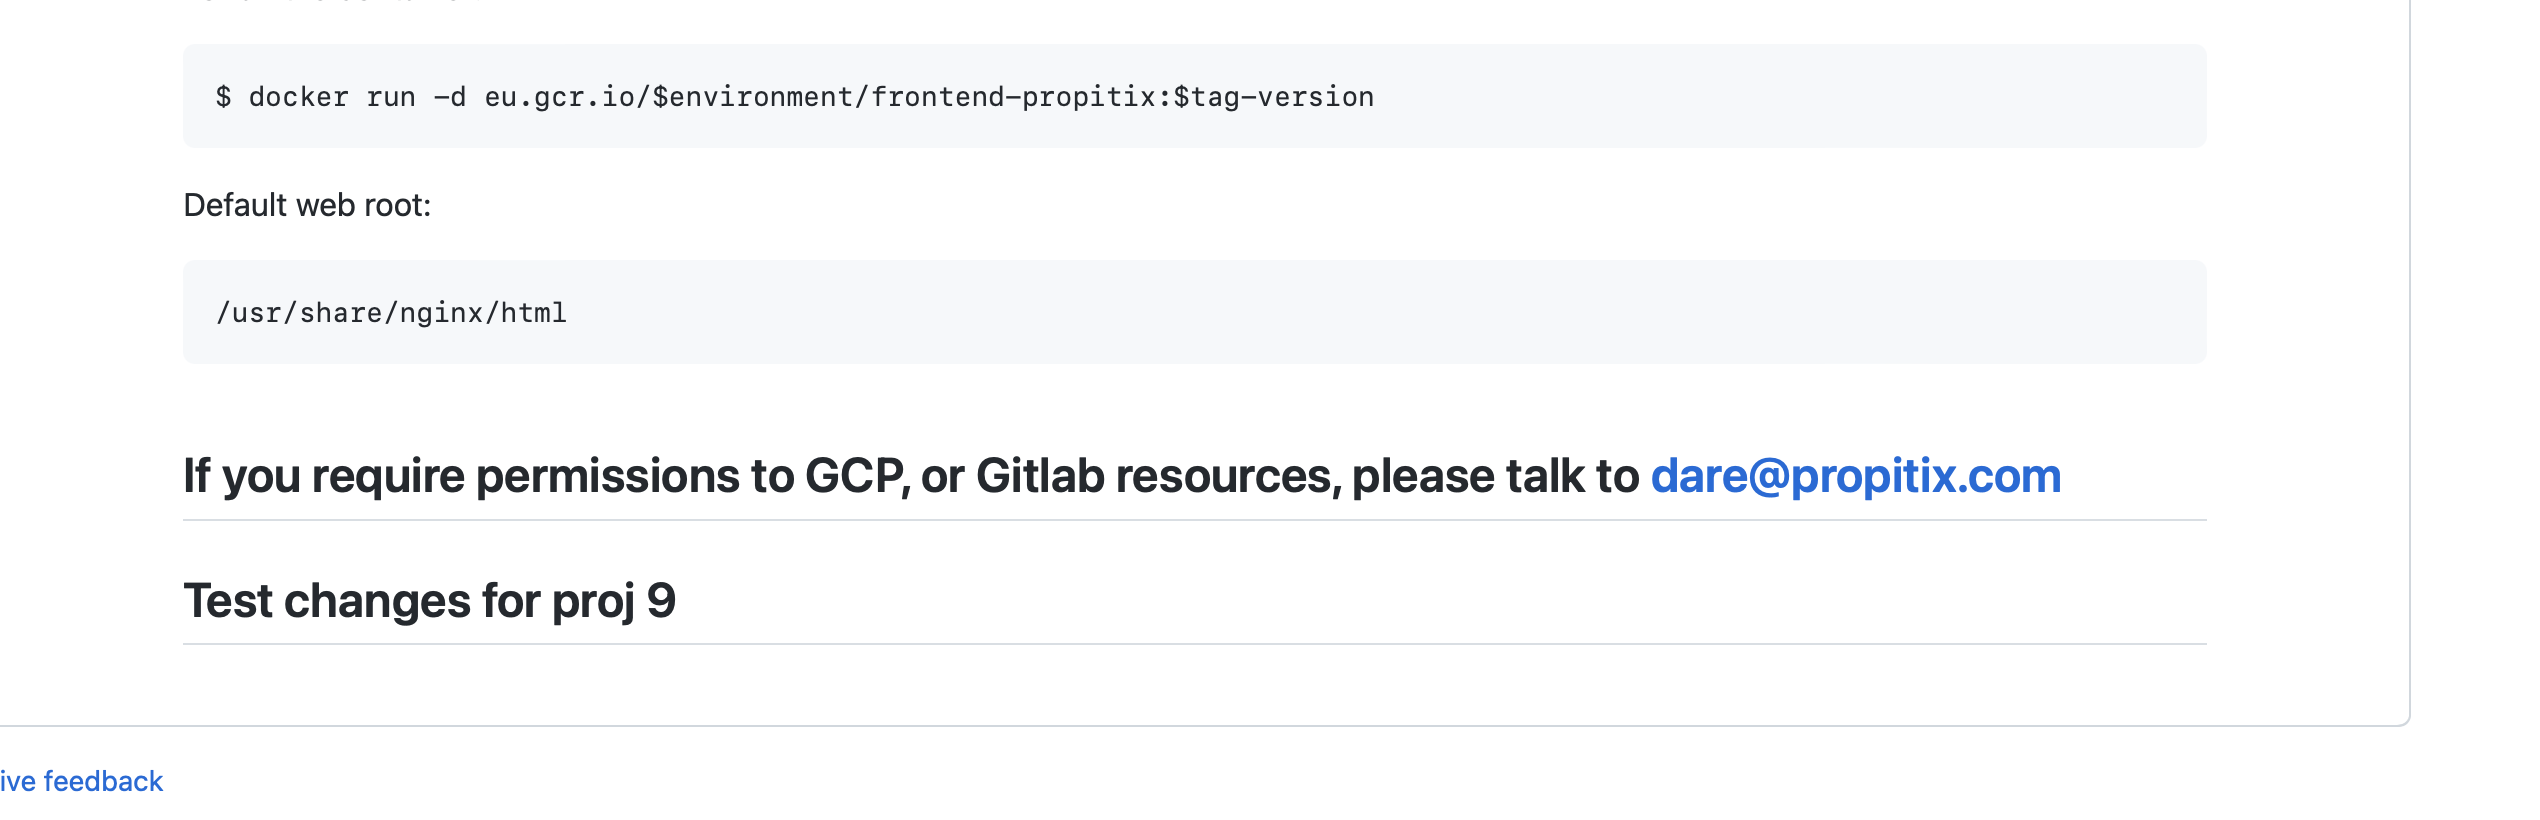 $ docker run -d eu.gcr.io/$environment/frontend-propitix:$tag-version
Default web root:
/usr/share/nginx/html
If you require permissions to GCP, or Gitlab resources, please talk to dare@propitix.com
Test changes for proj 9
ive feedback